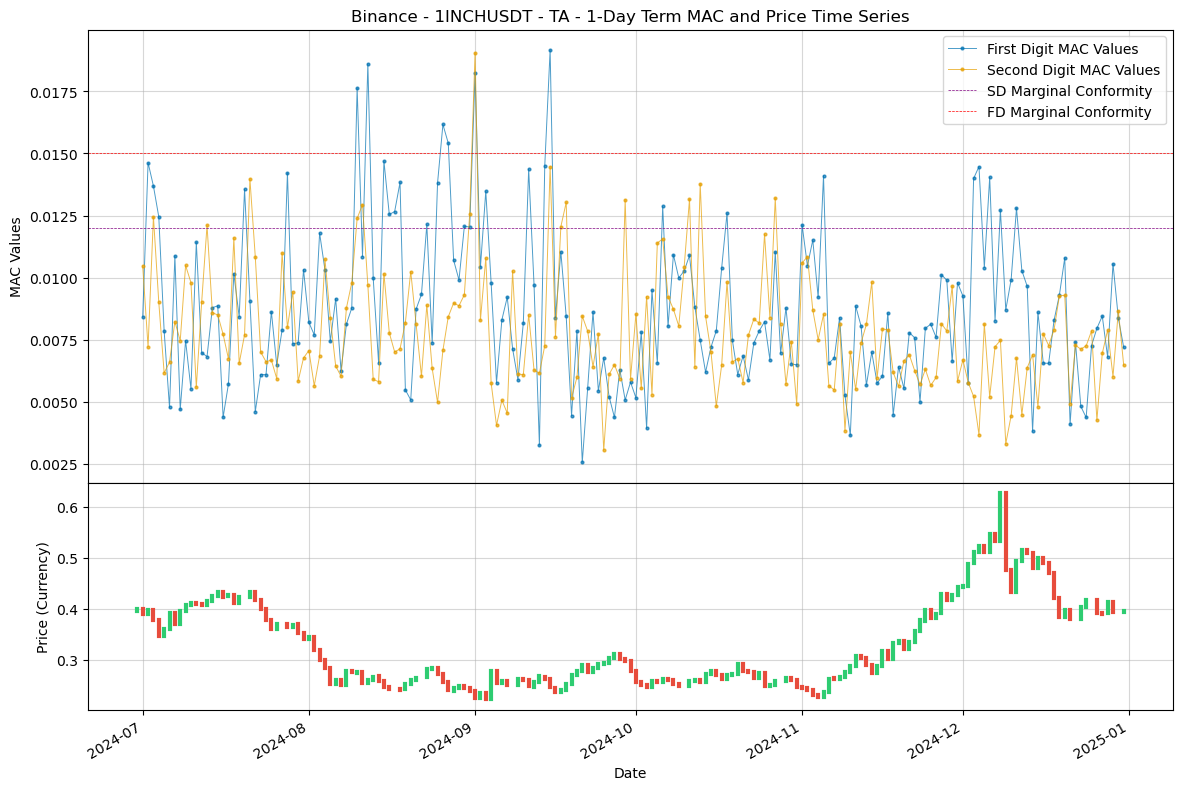 Binance - 1INCHUSDT - TA - 1-Day Term MAC and Price Time Series
First Digit MAC Values
Second Digit MAC Values
SD Marginal Conformity
FD Marginal Conformity
MAC Values
0.0175
0.0150
0.0125
0.0100
0.0075
0.0050
0.0025
Price (Currency)
0.6
0.5
0.4
0.3
2024-07
2024-08
2024-09
2024-10
2024-11
2024-12
2025-01
Date